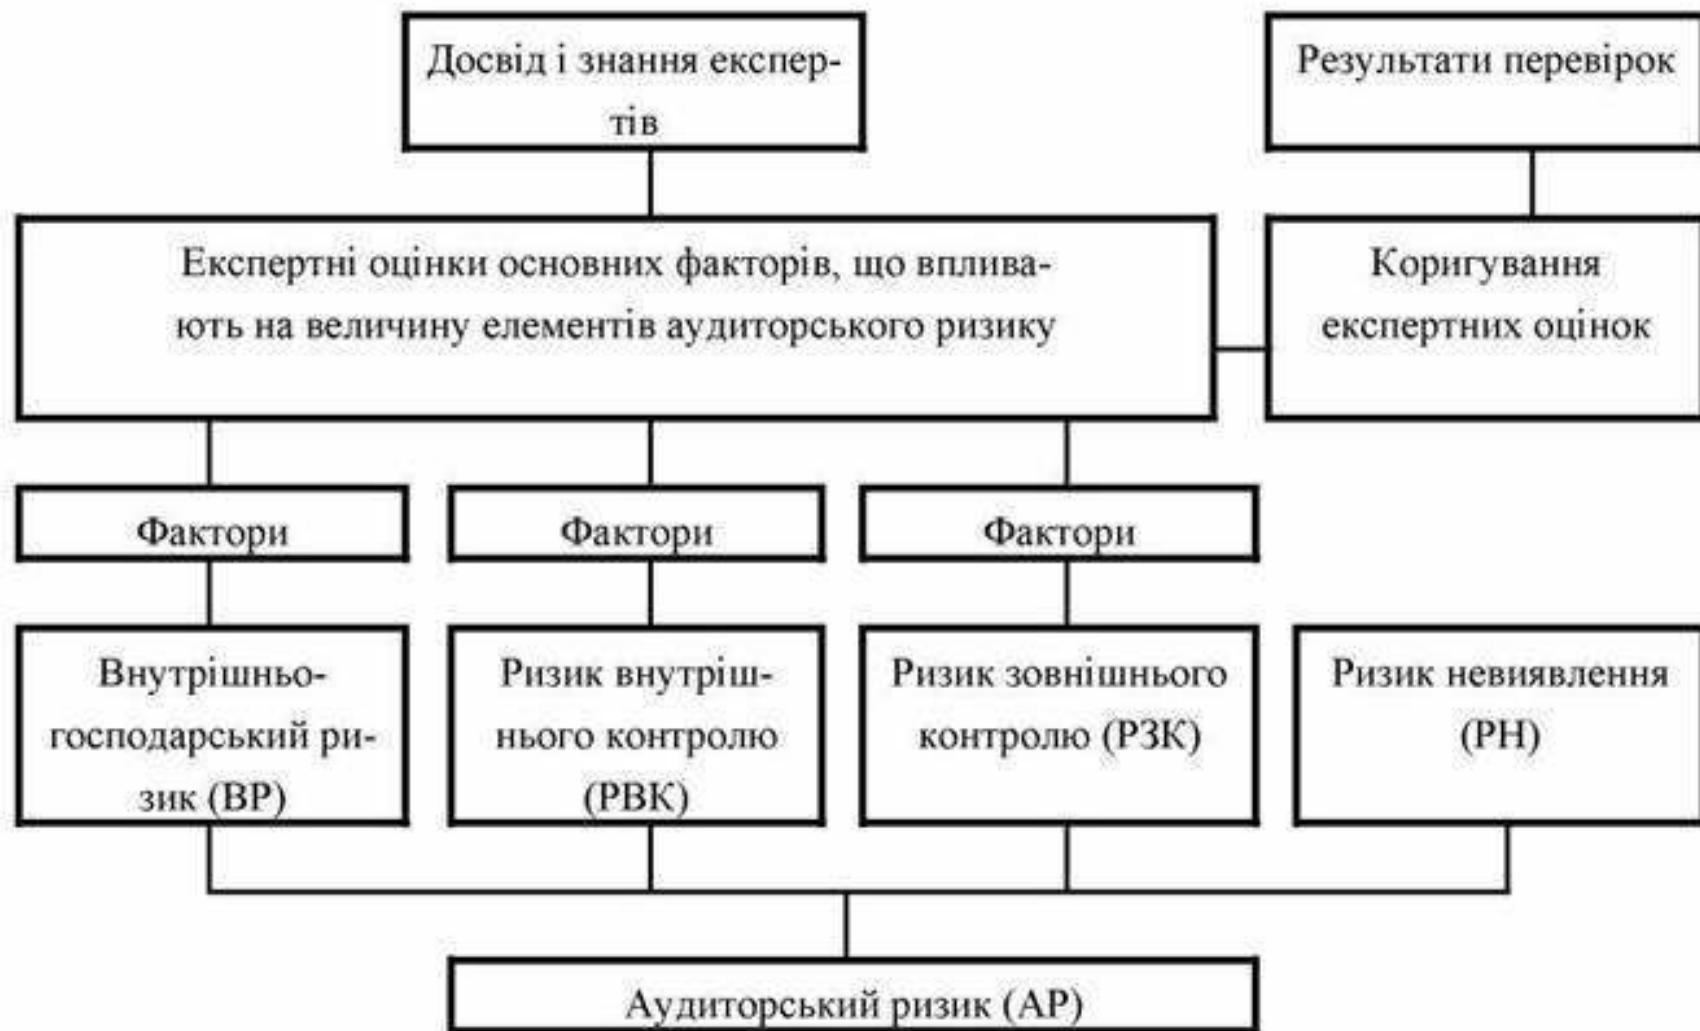 Досвід і знання експер-
тів
Результати перевірок
Експертні оцінки основних факторів, що вплива-
ють на величину елементів аудиторського ризику
Коригування
експертних оцінок
Фактори
Фактори
Фактори
Внутрішньо-
господарський ри-
зик (ВР)
Ризик внутріш-
нього контролю
(РВК)
Ризик зовнішнього
контролю (РЗК)
Ризик невиявлення
(РН)
Аудиторський ризик (АР)